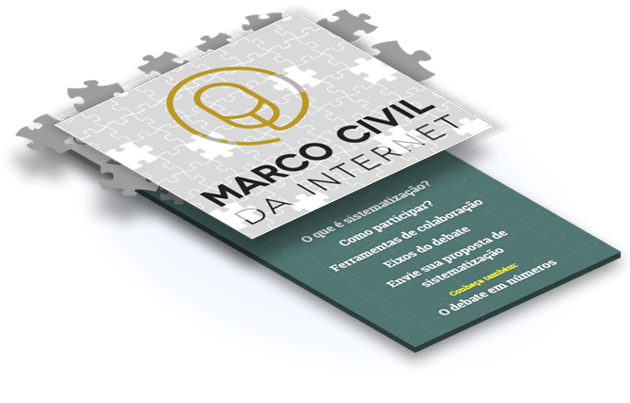 MARCO CIVIL
DA INTERNET
O que é sistematização?
Como participar?
Ferramentas de colaboração
Eixos do debate
Envie sua proposta de
sistematização
Conheça também:
O debate em números